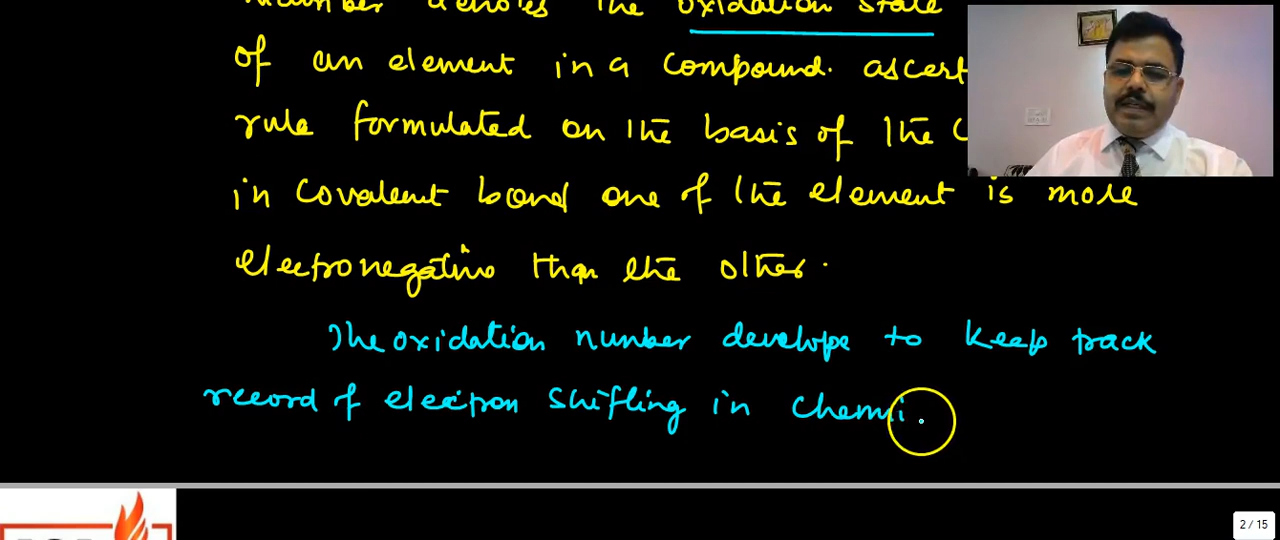 number denotes the oxidation state
of an element in a compound. ascert
rule formulated on the basis of the C
in covalent bond one of the element is more
electronegative than the other.
The oxidation number develope to keep track
record of electron shifting in Chemi.
2 / 15